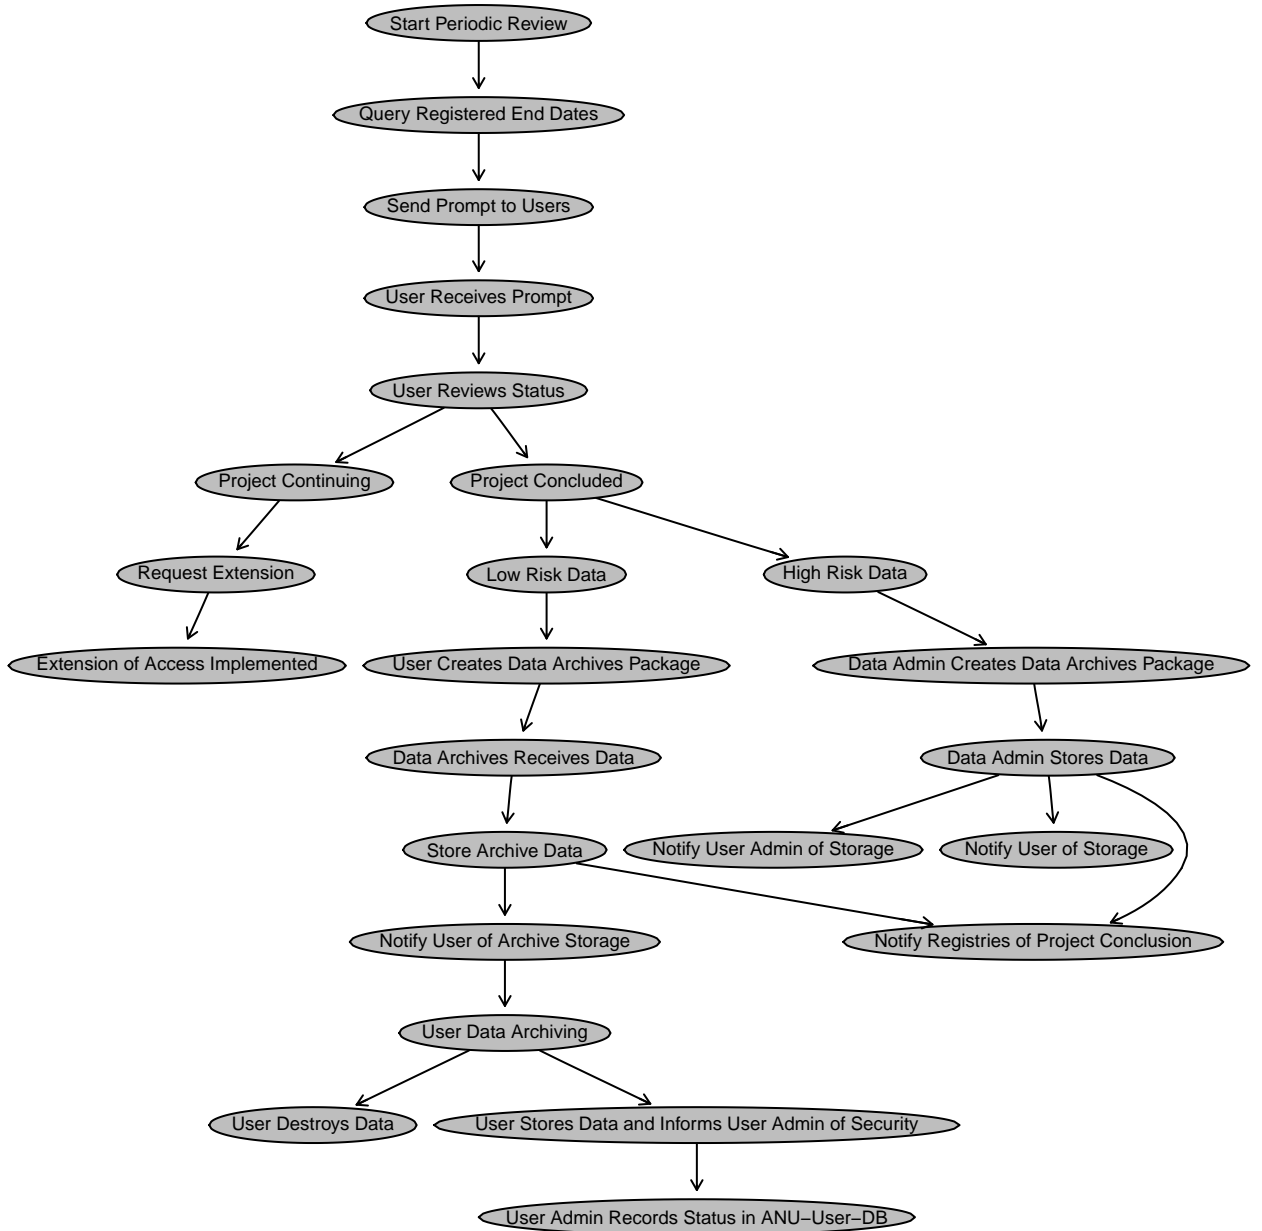 Start Periodic Review
Query Registered End Dates
Send Prompt to Users
User Receives Prompt
User Reviews Status
Project Continuing
Project Concluded
Request Extension
Low Risk Data
High Risk Data
Extension of Access Implemented
User Creates Data Archives Package
Data Admin Creates Data Archives Package
Data Archives Receives Data
Data Admin Stores Data
Store Archive Data
Notify User Admin of Storage
Notify User of Storage
Notify User of Archive Storage
Notify Registries of Project Conclusion
User Data Archiving
User Destroys Data
User Stores Data and Informs User Admin of Security
User Admin Records Status in ANU−User−DB